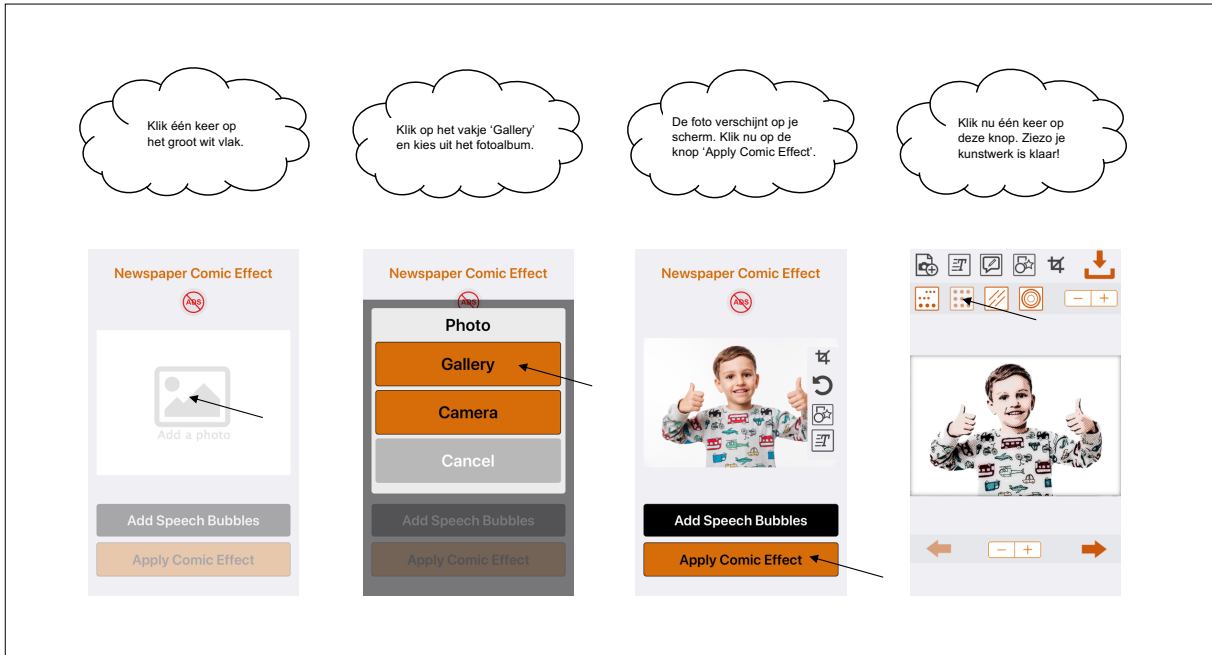 Klik één keer op
het groot wit vlak.
Klik op het vakje ‘Gallery’
en kies uit het fotoalbum.
De foto verschijnt op je
scherm. Klik nu op de
knop ‘Apply Comic Effect’.
Klik nu één keer op
deze knop. Ziezo je
kunstwerk is klaar!
Newspaper Comic Effect
ADS
Add a photo
Add Speech Bubbles
Apply Comic Effect
Newspaper Comic Effect
ADS
Photo
Gallery
Camera
Cancel
Add Speech Bubbles
Apply Comic Effect
Newspaper Comic Effect
ADS
Add Speech Bubbles
Apply Comic Effect